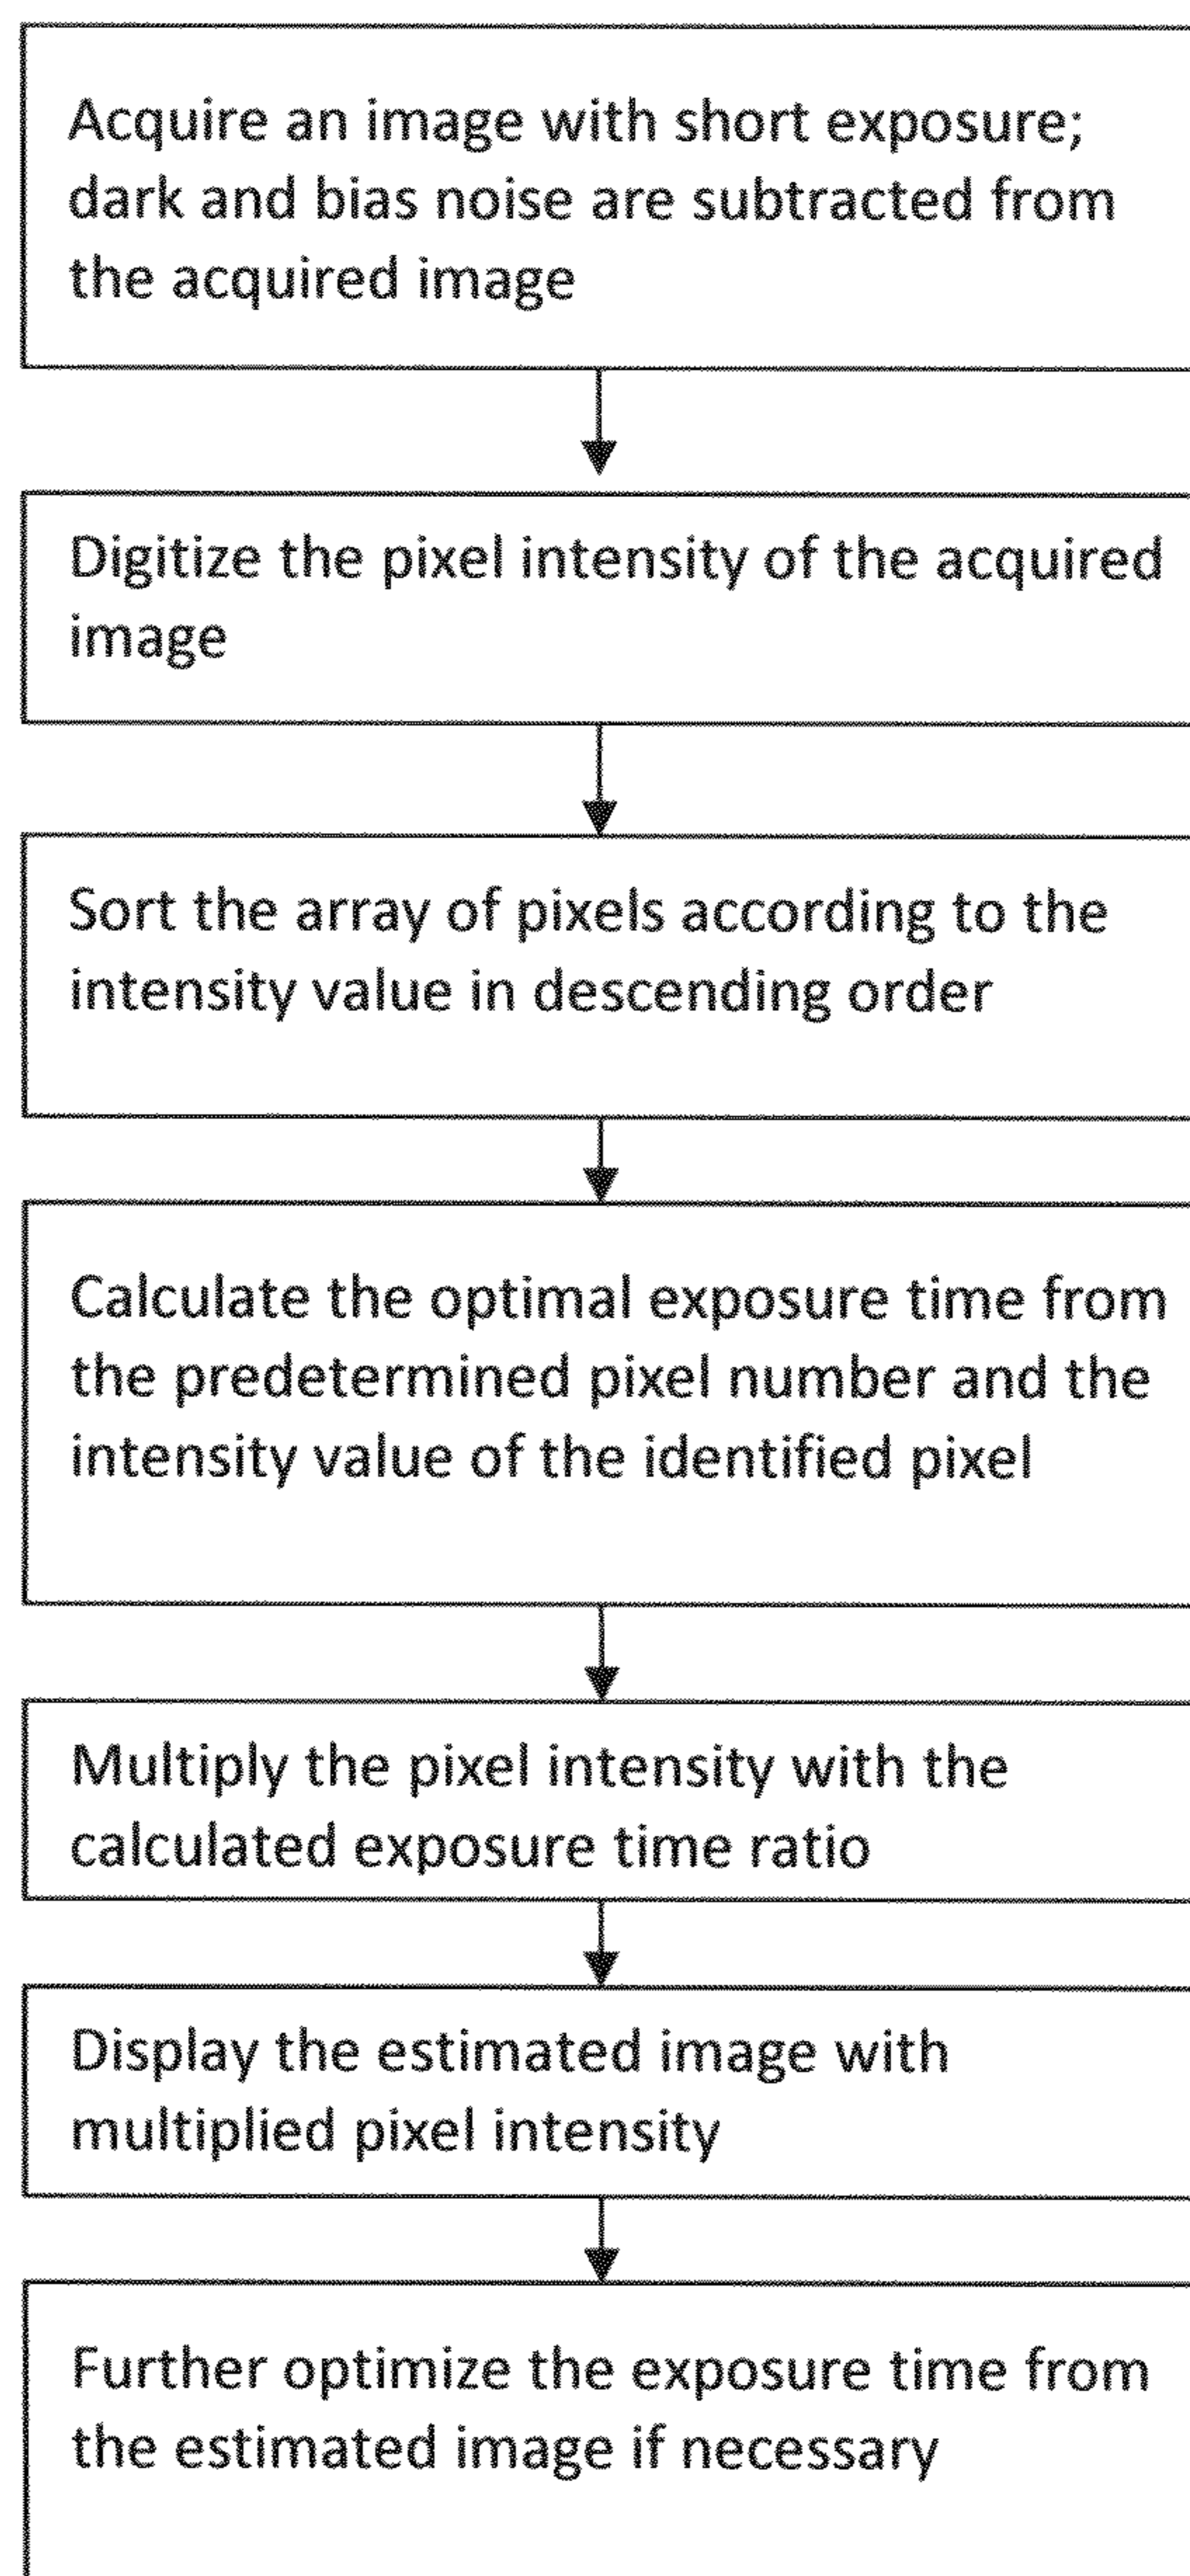 Acquire an image with short exposure;
dark and bias noise are subtracted from
the acquired image
Digitize the pixel intensity of the acquired
image
Sort the array of pixels according to the
intensity value in descending order
Calculate the optimal exposure time from
the predetermined pixel number and the
intensity value of the identified pixel
Multiply the pixel intensity with the
calculated exposure time ratio
Display the estimated image with
multiplied pixel intensity
Further optimize the exposure time from
the estimated image if necessary